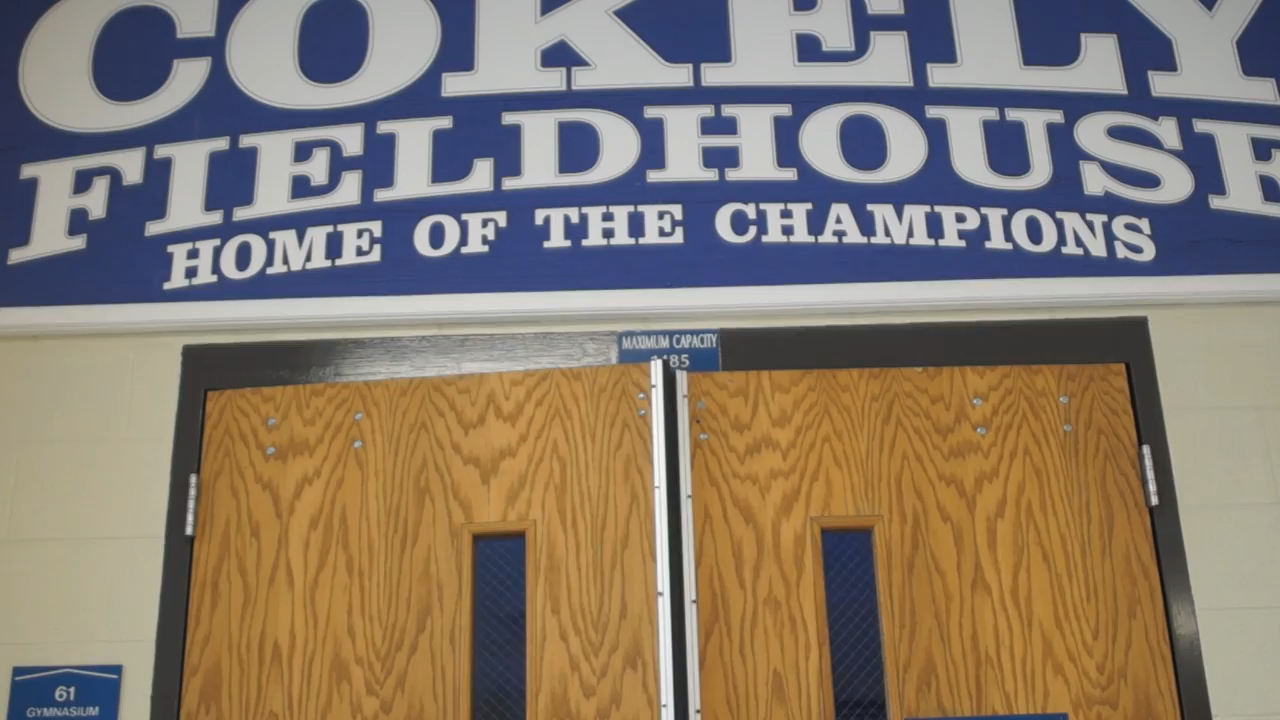 COKELY
FIELDHOUSE
HOME OF THE CHAMPIONS
MAXIMUM CAPACITY
61
GYMNASIUM